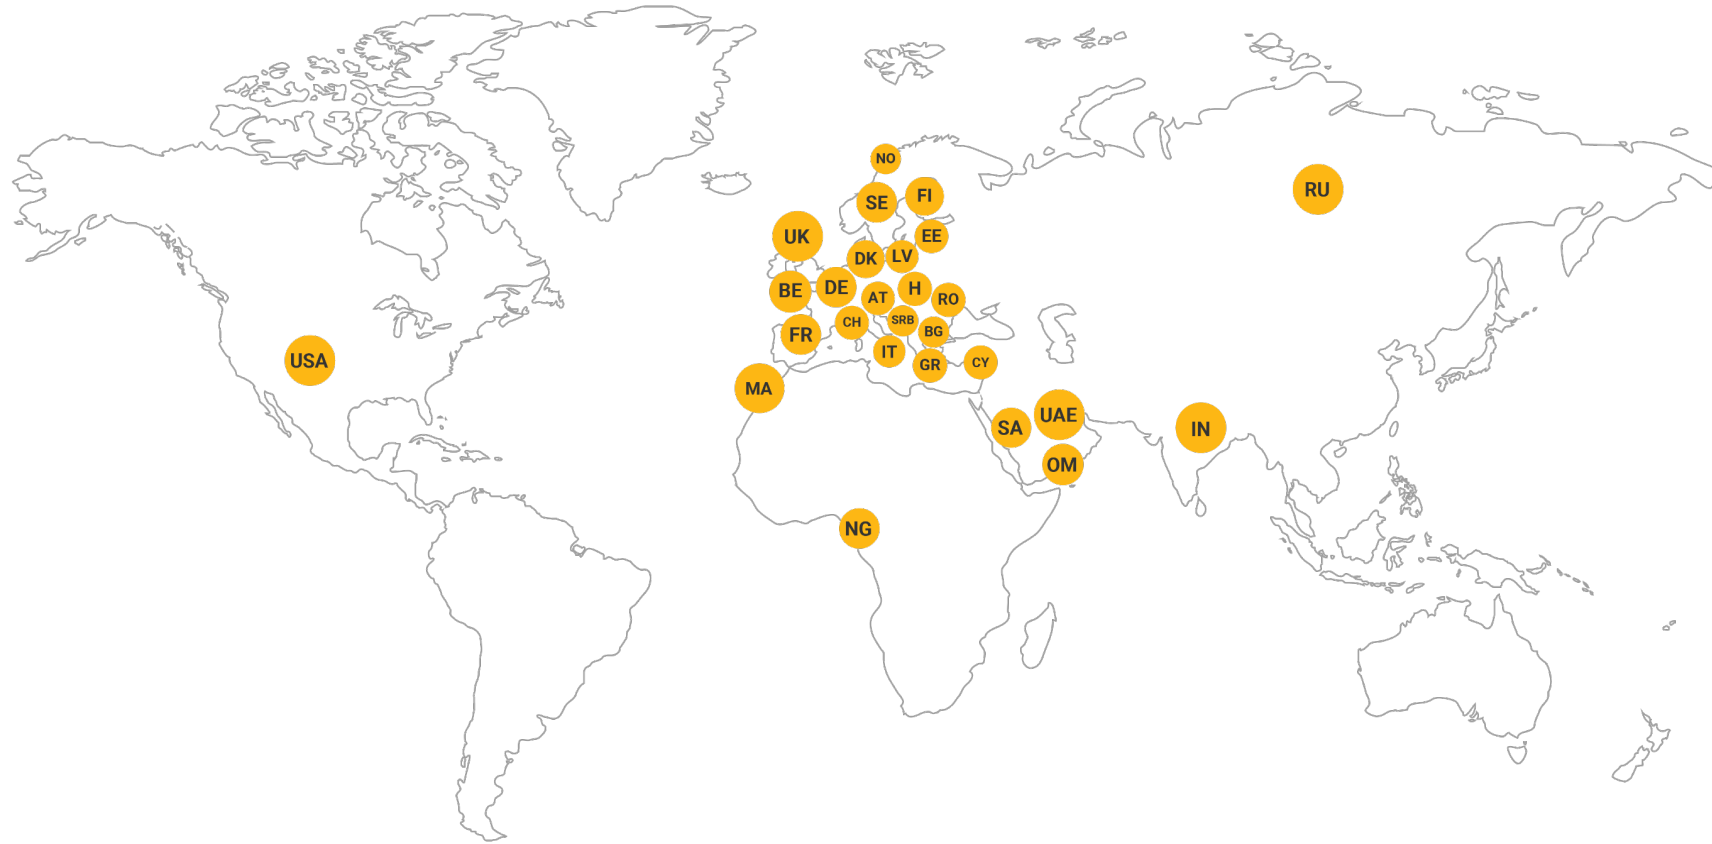 NO
RU
FI
SE
UK
EE
LV
DK
DE
H
BE
AT
RO
SRB
CH
BG
FR
IT
USA
CY
GR
MA
UAE
SA
IN
OM
NG